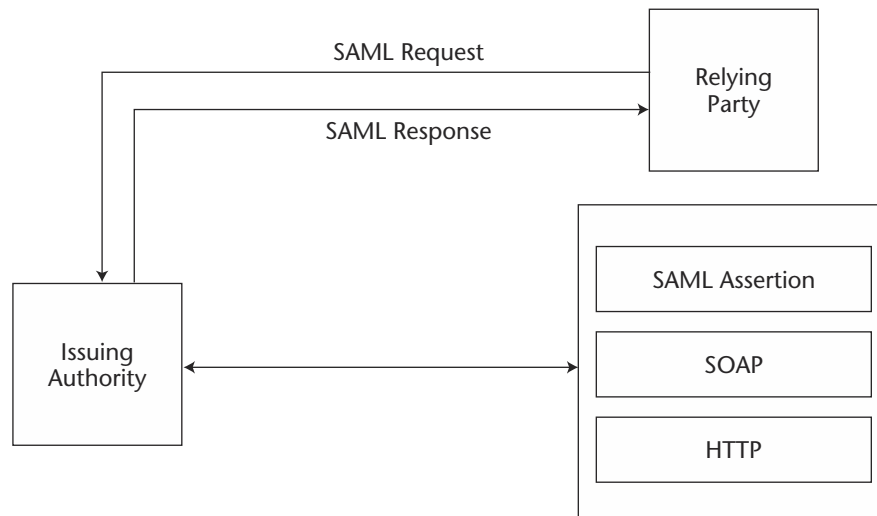 SAML Request
Relying
Party
SAML Response
SAML Assertion
Issuing
Authority
SOAP
HTTP